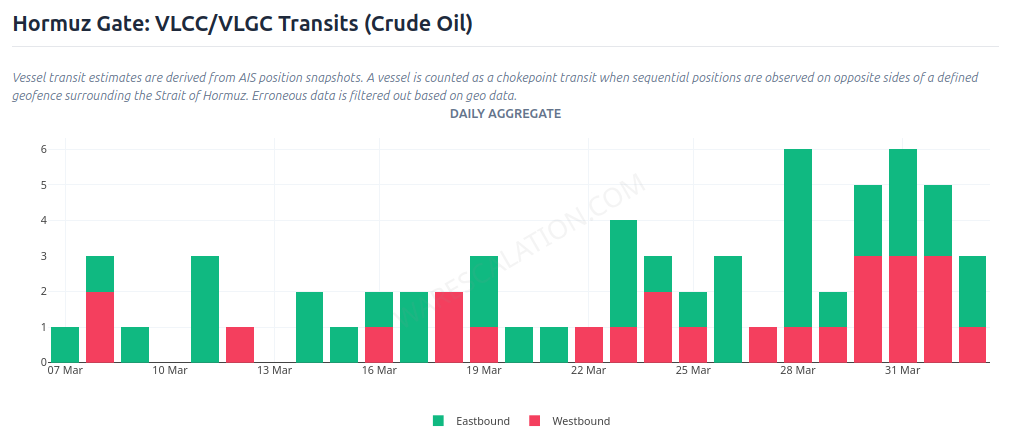 Hormuz Gate: VLCC/VLGC Transits (Crude Oil)
Vessel transit estimates are derived from AIS position snapshots. A vessel is counted as a chokepoint transit when sequential positions are observed on opposite sides of a defined
geofence surrounding the Strait of Hormuz. Erroneous data is filtered out based on geo data.
DAILY AGGREGATE
6
5
4
3
2
1
0
07 Mar 10 Mar 13 Mar 16 Mar 19 Mar 22 Mar 25 Mar 28 Mar 31 Mar
Eastbound Westbound